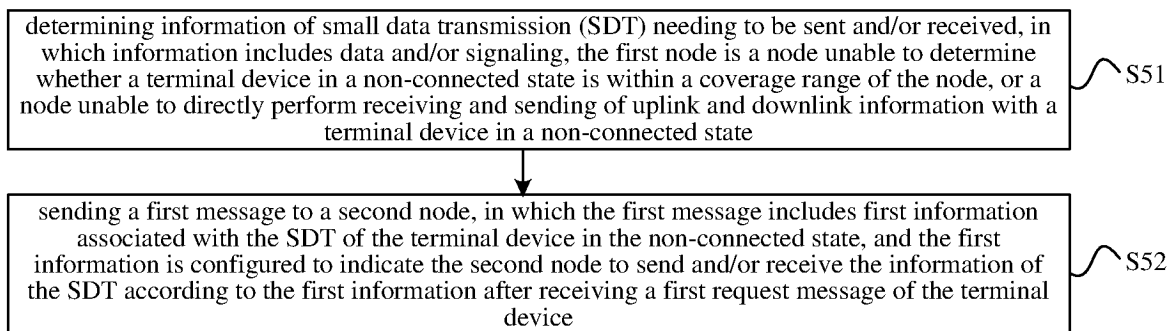 determining information of small data transmission (SDT) needing to be sent and/or received, in
which information includes data and/or signaling, the first node is a node unable to determine
whether a terminal device in a non-connected state is within a coverage range of the node, or a
node unable to directly perform receiving and sending of uplink and downlink information with a
terminal device in a non-connected state
S51
sending a first message to a second node, in which the first message includes first information
associated with the SDT of the terminal device in the non-connected state, and the first
information is configured to indicate the second node to send and/or receive the information of
the SDT according to the first information after receiving a first request message of the terminal
device
S52